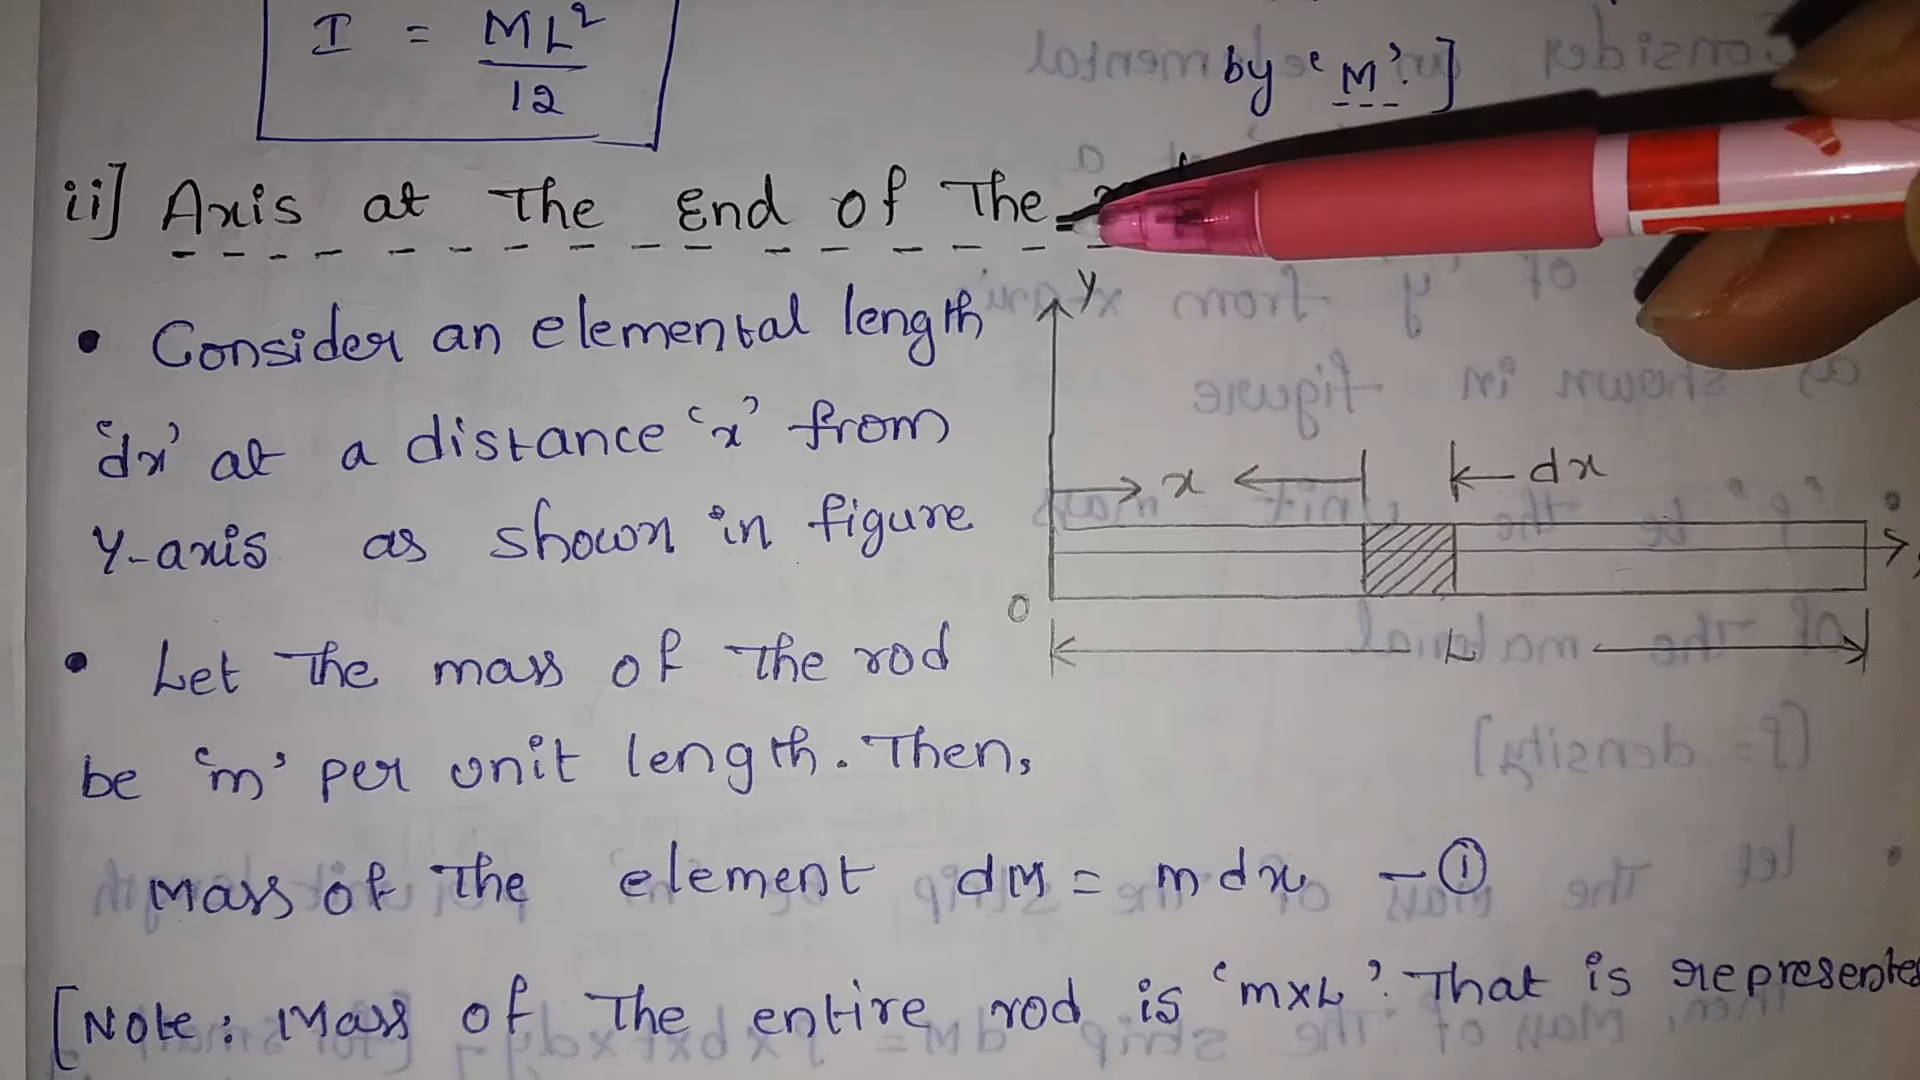 I = ML²/12
by 'M'.]
ii] Axis at The End of The
• Consider an elemental length
'dx' at a distance 'x' from
Y-axis as shown in figure
y
x
dx
O
L
• Let The mass of The rod
be 'm' per unit length. Then,
Mass of The element dM = m dx - ①
[Note: Mass of The entire rod is 'mxL'. That is represente